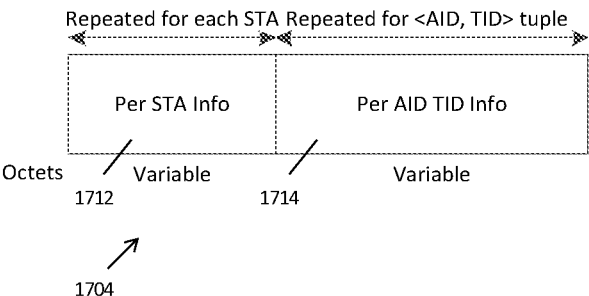 Repeated for each STA Repeated for <AID, TID> tuple
Per STA Info Per AID TID Info
Octets Variable Variable
1712 1714
1704